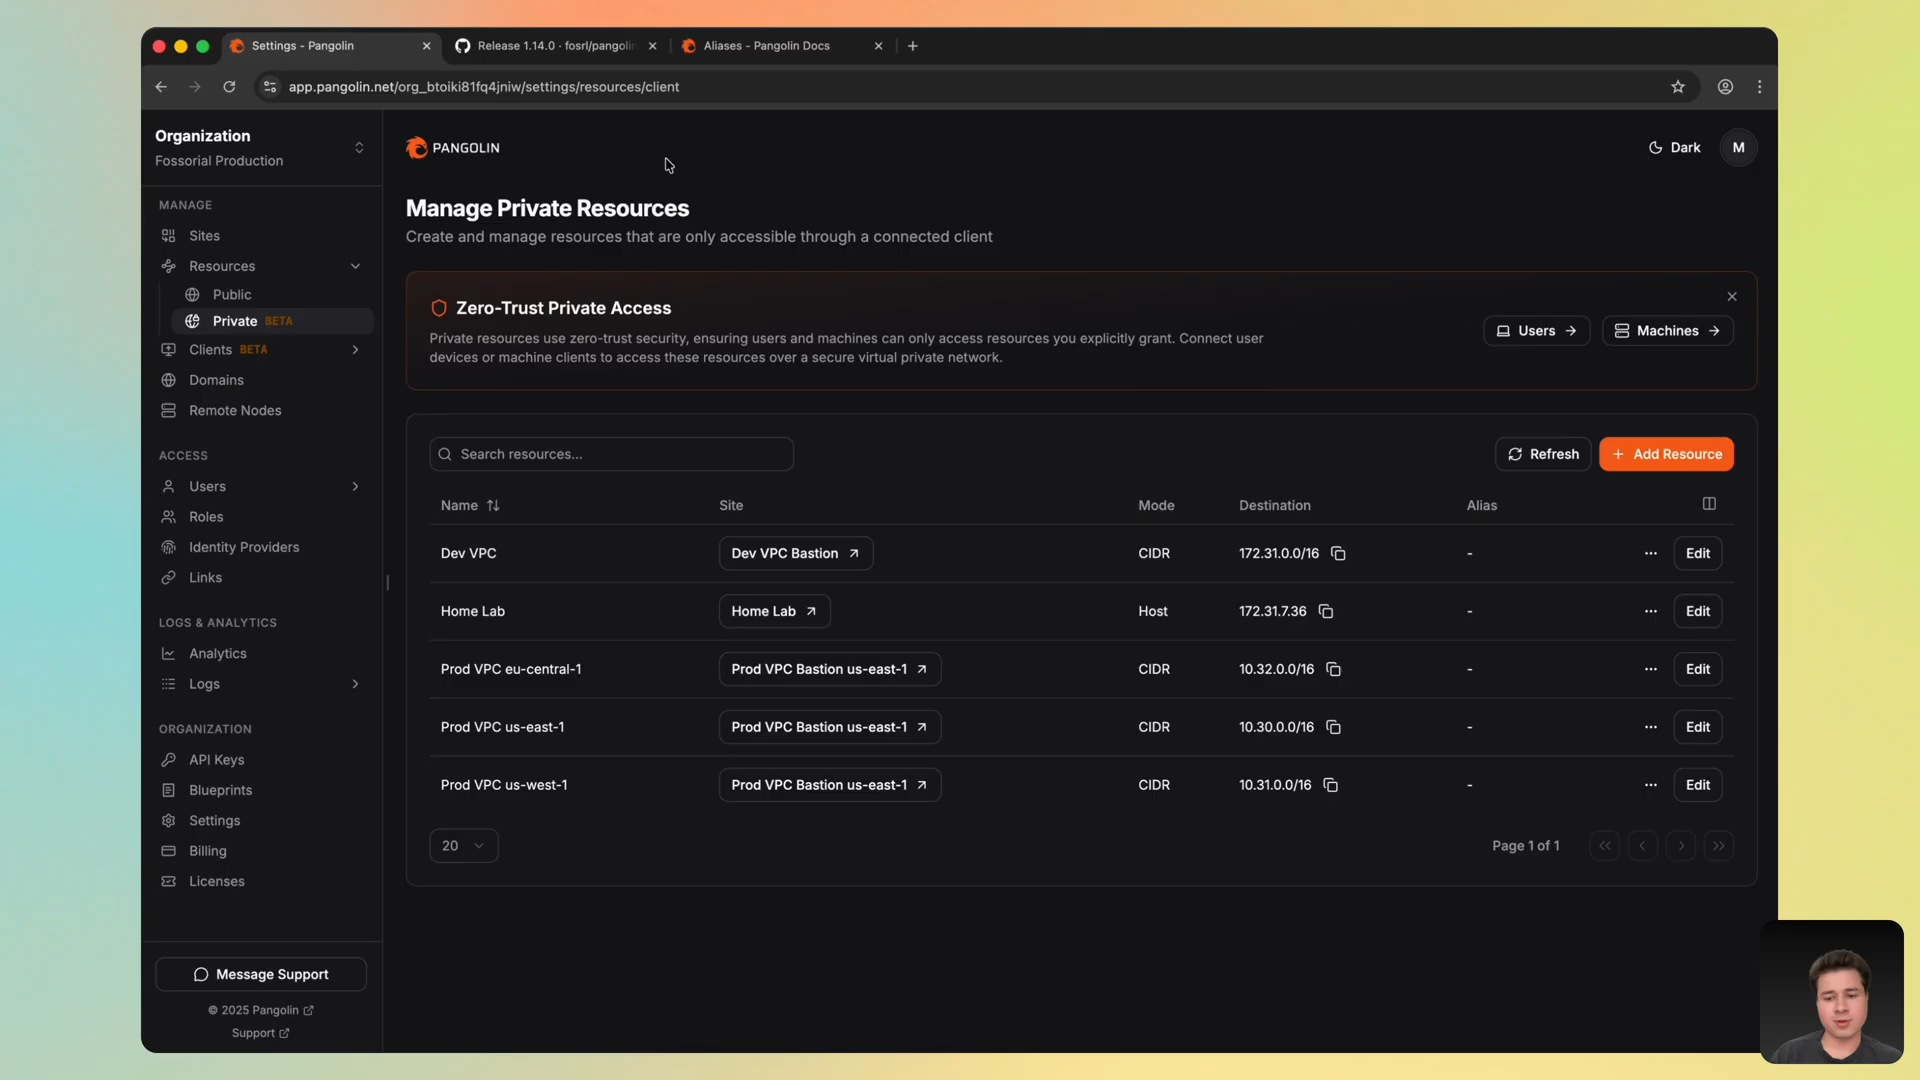 Settings - Pangolin
Release 1.14.0 · fosrl/pangolin
Aliases - Pangolin Docs
app.pangolin.net/org_btoiki81fq4jniw/settings/resources/client
Organization
Fossorial Production
MANAGE
Sites
Resources
Public
Private BETA
Clients BETA
Domains
Remote Nodes
ACCESS
Users
Roles
Identity Providers
Links
LOGS & ANALYTICS
Analytics
Logs
ORGANIZATION
API Keys
Blueprints
Settings
Billing
Licenses
Message Support
© 2025 Pangolin
Support
PANGOLIN
Dark
M
Manage Private Resources
Create and manage resources that are only accessible through a connected client
Zero-Trust Private Access
Private resources use zero-trust security, ensuring users and machines can only access resources you explicitly grant. Connect user
devices or machine clients to access these resources over a secure virtual private network.
Users
Machines
Search resources...
Refresh
Add Resource
Name Site Mode Destination Alias
Dev VPC Dev VPC Bastion CIDR 172.31.0.0/16 - ... Edit
Home Lab Home Lab Host 172.31.7.36 - ... Edit
Prod VPC eu-central-1 Prod VPC Bastion us-east-1 CIDR 10.32.0.0/16 - ... Edit
Prod VPC us-east-1 Prod VPC Bastion us-east-1 CIDR 10.30.0.0/16 - ... Edit
Prod VPC us-west-1 Prod VPC Bastion us-east-1 CIDR 10.31.0.0/16 - ... Edit
20
Page 1 of 1